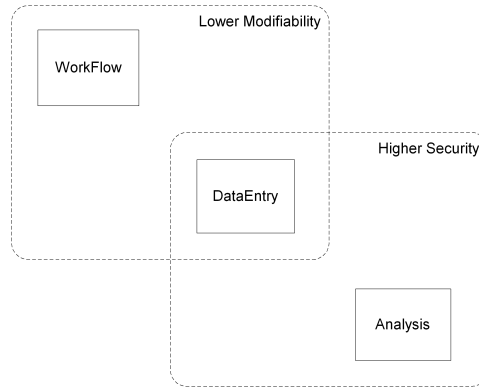 Lower Modifiability
WorkFlow
Higher Security
DataEntry
Analysis